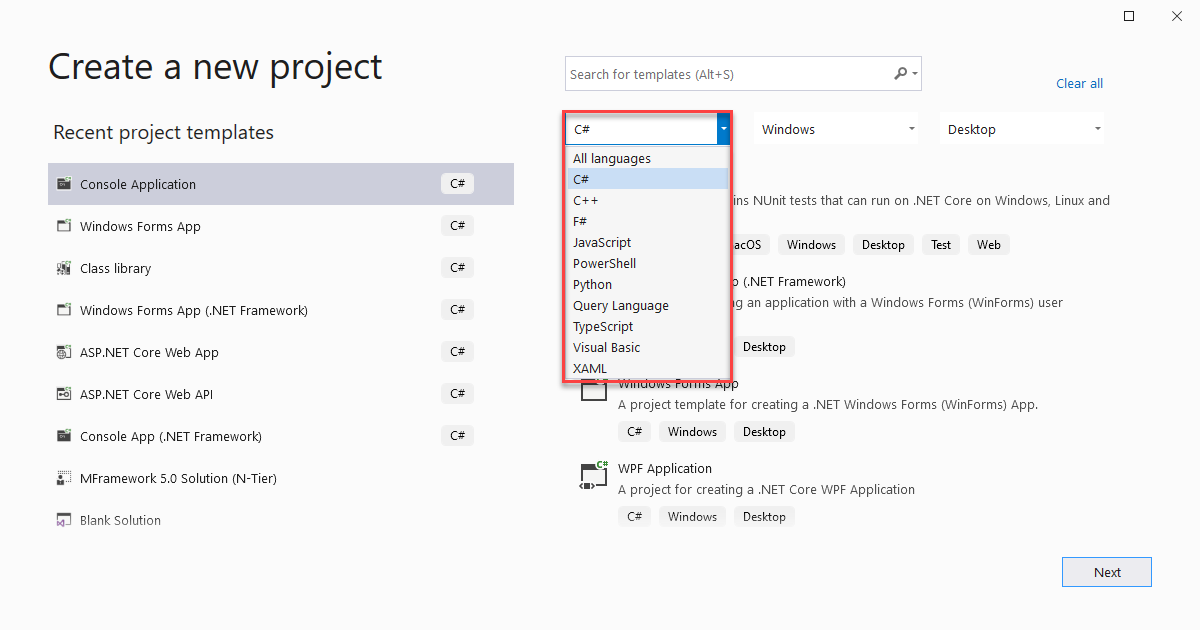 Create a new project
Search for templates (Alt+S)
Clear all
Recent project templates
C#
Windows
Desktop
Console Application
C#
Windows Forms App
C#
Class library
C#
Windows Forms App (.NET Framework)
C#
ASP.NET Core Web App
C#
ASP.NET Core Web API
C#
Console App (.NET Framework)
C#
MFramework 5.0 Solution (N-Tier)
Blank Solution
All languages
C#
C++
F#
JavaScript
PowerShell
Python
Query Language
TypeScript
Visual Basic
XAML
ins NUnit tests that can run on .NET Core on Windows, Linux and
acOS
Windows
Desktop
Test
Web
p (.NET Framework)
ng an application with a Windows Forms (WinForms) user
Desktop
Windows Forms App
A project template for creating a .NET Windows Forms (WinForms) App.
C#
Windows
Desktop
C#
WPF Application
A project for creating a .NET Core WPF Application
C#
Windows
Desktop
Next